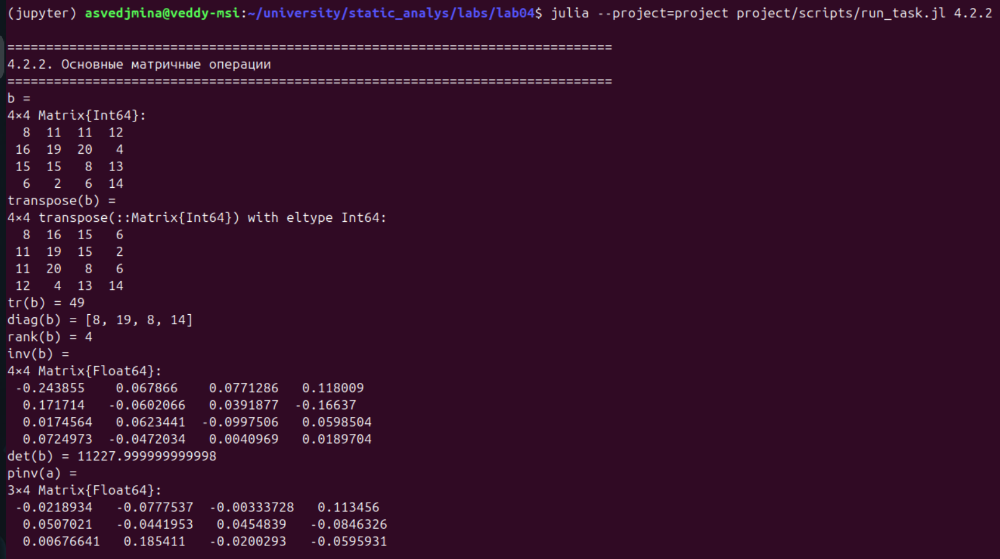 (jupyter) asvedjmina@veddy-msi:~/university/static_analys/labs/lab04$ julia --project=project project/scripts/run_task.jl 4.2.2
==============================================================================
4.2.2. Основные матричные операции
==============================================================================
b =
4×4 Matrix{Int64}:
  8  11  11  12
 16  19  20   4
 15  15   8  13
  6   2   6  14
transpose(b) =
4×4 transpose(::Matrix{Int64}) with eltype Int64:
  8  16  15   6
 11  19  15   2
 11  20   8   6
 12   4  13  14
tr(b) = 49
diag(b) = [8, 19, 8, 14]
rank(b) = 4
inv(b) =
4×4 Matrix{Float64}:
 -0.243855    0.067866    0.0771286   0.118009
  0.171714   -0.0602066   0.0391877  -0.16637
  0.0174564   0.0623441  -0.0997506   0.0598504
  0.0724973  -0.0472034   0.0040969   0.0189704
det(b) = 11227.999999999998
pinv(a) =
3×4 Matrix{Float64}:
 -0.0218934   -0.0777537  -0.00333728   0.113456
  0.0507021   -0.0441953   0.0454839   -0.0846326
  0.00676641   0.185411   -0.0200293   -0.0595931